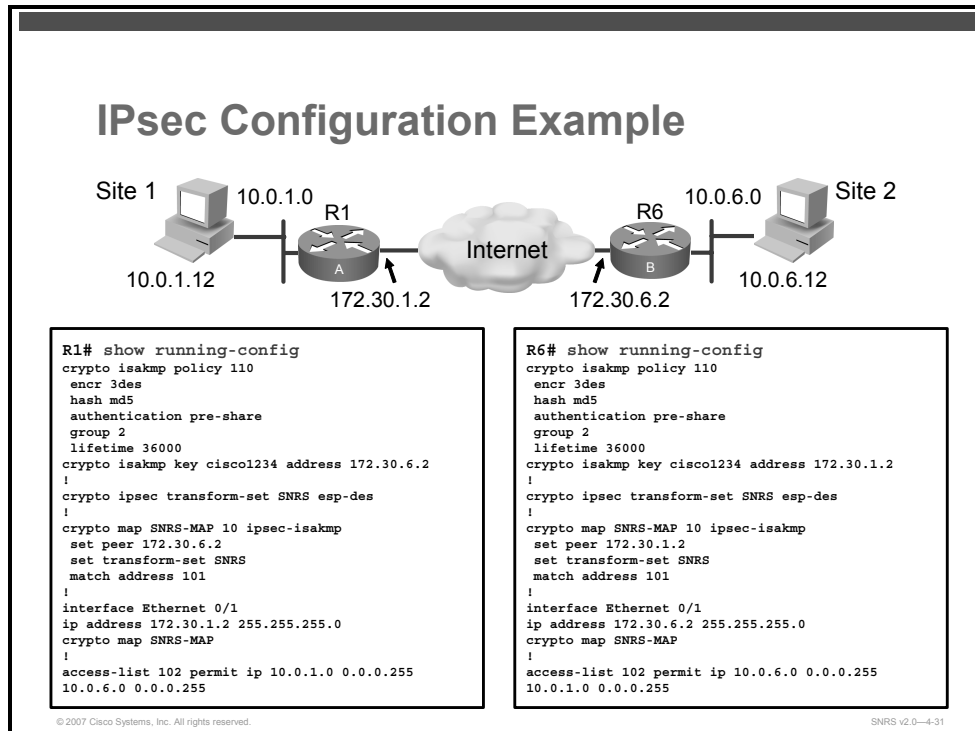 IPsec Configuration Example
Site 1
10.0.1.0
R1
A
10.0.1.12
172.30.1.2
Internet
R6
B
172.30.6.2
10.0.6.0
Site 2
10.0.6.12
R1# show running-config
crypto isakmp policy 110
encr 3des
hash md5
authentication pre-share
group 2
lifetime 36000
crypto isakmp key cisco1234 address 172.30.6.2
!
crypto ipsec transform-set SNRS esp-des
!
crypto map SNRS-MAP 10 ipsec-isakmp
set peer 172.30.6.2
set transform-set SNRS
match address 101
!
interface Ethernet 0/1
ip address 172.30.1.2 255.255.255.0
crypto map SNRS-MAP
!
access-list 102 permit ip 10.0.1.0 0.0.0.255
10.0.6.0 0.0.0.255
R6# show running-config
crypto isakmp policy 110
encr 3des
hash md5
authentication pre-share
group 2
lifetime 36000
crypto isakmp key cisco1234 address 172.30.1.2
!
crypto ipsec transform-set SNRS esp-des
!
crypto map SNRS-MAP 10 ipsec-isakmp
set peer 172.30.1.2
set transform-set SNRS
match address 101
!
interface Ethernet 0/1
ip address 172.30.6.2 255.255.255.0
crypto map SNRS-MAP
!
access-list 102 permit ip 10.0.6.0 0.0.0.255
10.0.1.0 0.0.0.255
© 2007 Cisco Systems, Inc. All rights reserved.
SNRS v2.0—4-31